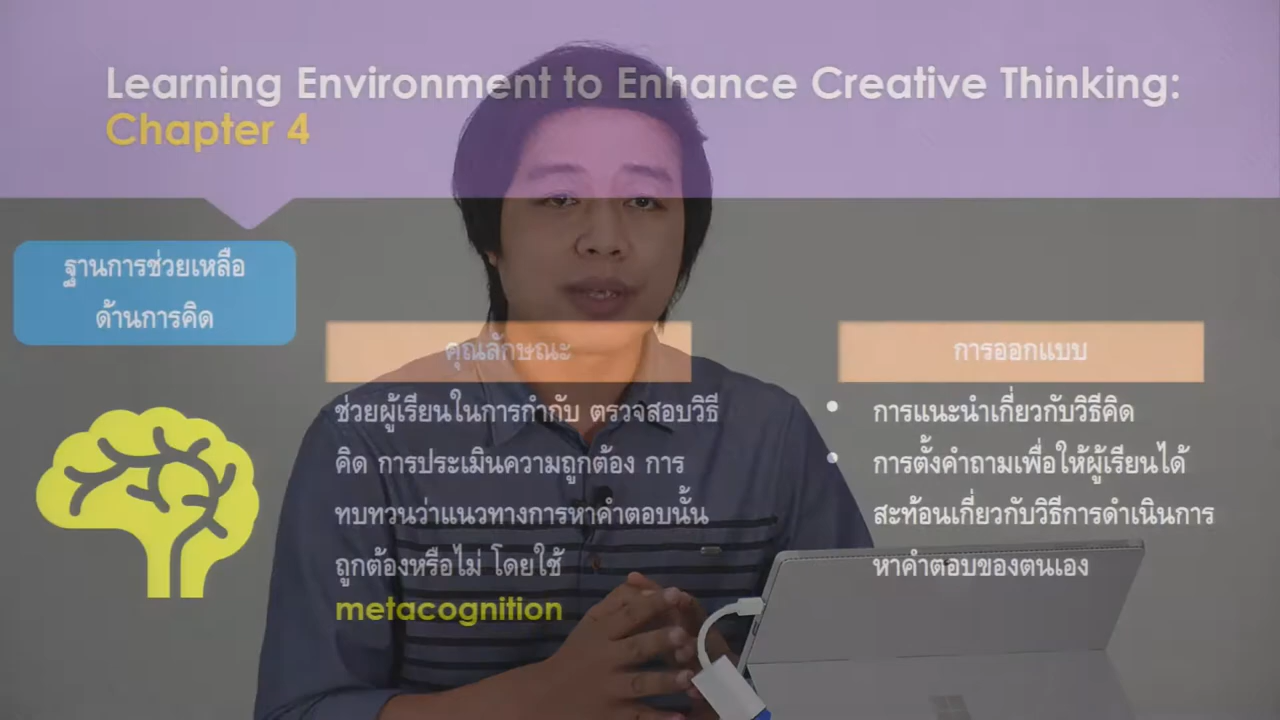 Learning Environment to Enhance Creative Thinking:
Chapter 4
ฐานการช่วยเหลือ
ด้านการคิด
คุณลักษณะ
ช่วยผู้เรียนในการกำกับ ตรวจสอบวิธี
คิด การประเมินความถูกต้อง การ
ทบทวนว่าแนวทางการหาคำตอบนั้น
ถูกต้องหรือไม่ โดยใช้
metacognition
การออกแบบ
• การแนะนำเกี่ยวกับวิธีคิด
• การตั้งคำถามเพื่อให้ผู้เรียนได้
สะท้อนเกี่ยวกับวิธีการดำเนินการ
หาคำตอบของตนเอง